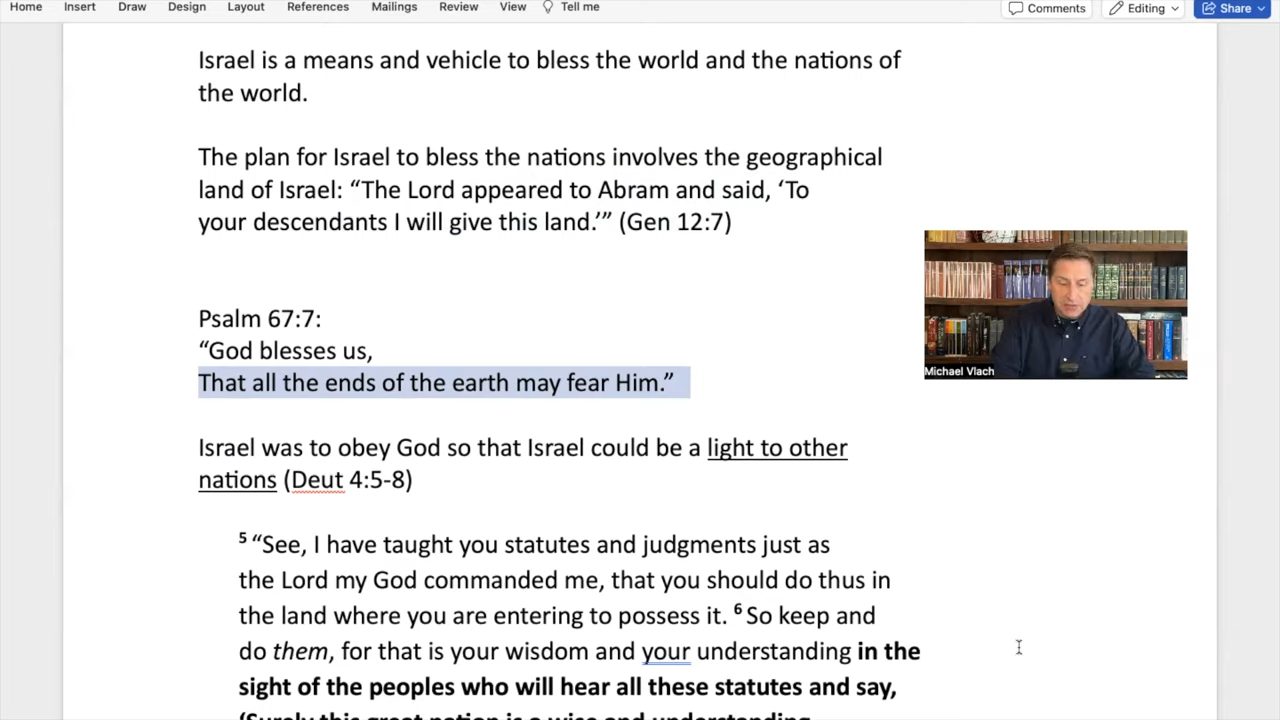 Home Insert Draw Design Layout References Mailings Review View Tell me Comments Editing Share
Israel is a means and vehicle to bless the world and the nations of
the world.
The plan for Israel to bless the nations involves the geographical
land of Israel: “The Lord appeared to Abram and said, ‘To
your descendants I will give this land.’” (Gen 12:7)
Psalm 67:7:
“God blesses us,
That all the ends of the earth may fear Him.”
Michael Vlach
Israel was to obey God so that Israel could be a light to other
nations (Deut 4:5-8)
5 “See, I have taught you statutes and judgments just as
the Lord my God commanded me, that you should do thus in
the land where you are entering to possess it. 6 So keep and
do them, for that is your wisdom and your understanding in the
sight of the peoples who will hear all these statutes and say,
‘Surely this great nation is a wise and understanding